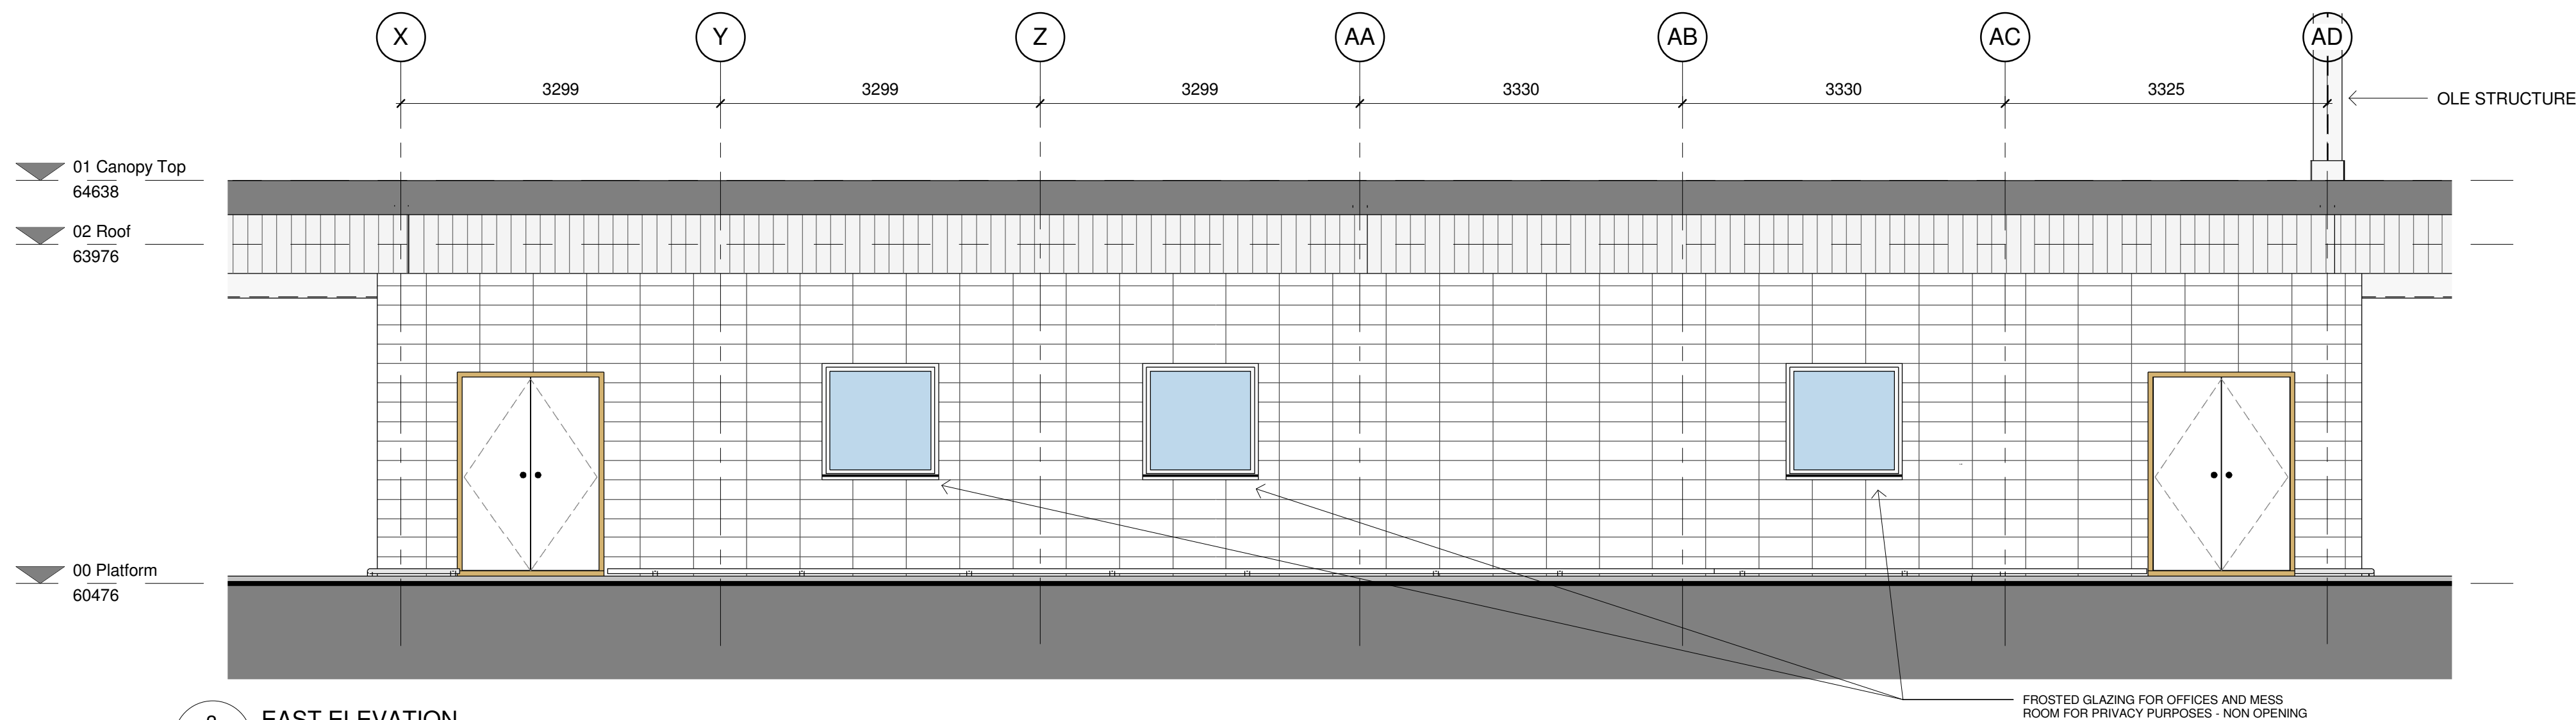 X Y Z AA AB AC AD
3299 3299 3299 3330 3330 3325
OLE STRUCTURE
01 Canopy Top
64638
02 Roof
63976
00 Platform
60476
FROSTED GLAZING FOR OFFICES AND MESS
ROOM FOR PRIVACY PURPOSES - NON OPENING
EAST ELEVATION